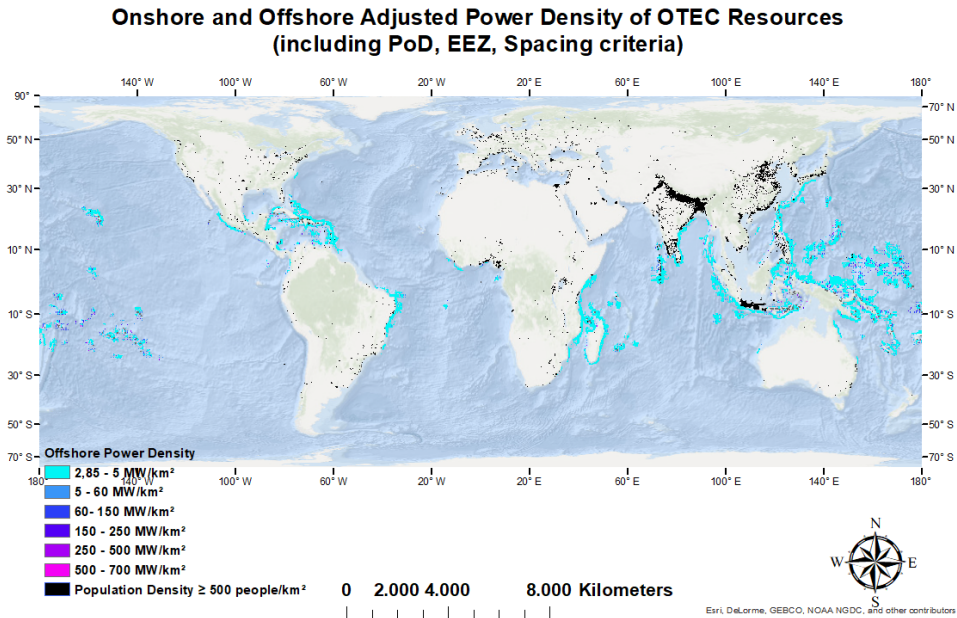 Onshore and Offshore Adjusted Power Density of OTEC Resources
(including PoD, EEZ, Spacing criteria)
140° W 100° W 60° W 20° W 20° E 60° E 100° E 140° E 180°
90° 70° N
50° N 50° N
30° N 30° N
10° N 10° N
10° S 10° S
30° S 30° S
50° S 50° S
70° S 70° S
180° 140° W 100° W 60° W 20° W 20° E 60° E 100° E 140° E 180°
Offshore Power Density
2,85 - 5 MW/km²
5 - 60 MW/km²
60- 150 MW/km²
150 - 250 MW/km²
250 - 500 MW/km²
500 - 700 MW/km²
Population Density ≥ 500 people/km²
0 2.000 4.000 8.000 Kilometers
N
W E
S
Esri, DeLorme, GEBCO, NOAA NGDC, and other contributors